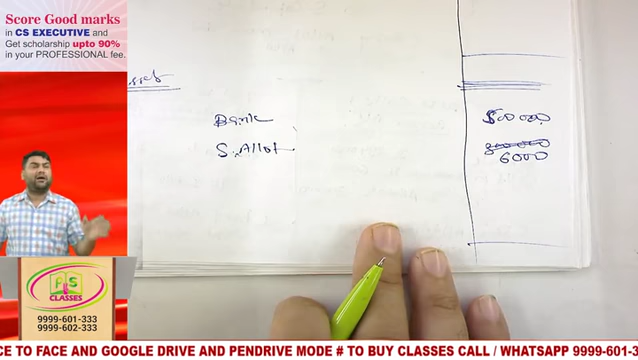 Score Good marks
in CS EXECUTIVE and
Get scholarship upto 90%
in your PROFESSIONAL fee.
Bank
500000
S. Allot
6000
CLASSES
9999-601-333
9999-602-333
CE TO FACE AND GOOGLE DRIVE AND PENDRIVE MODE # TO BUY CLASSES CALL / WHATSAPP 9999-601-3